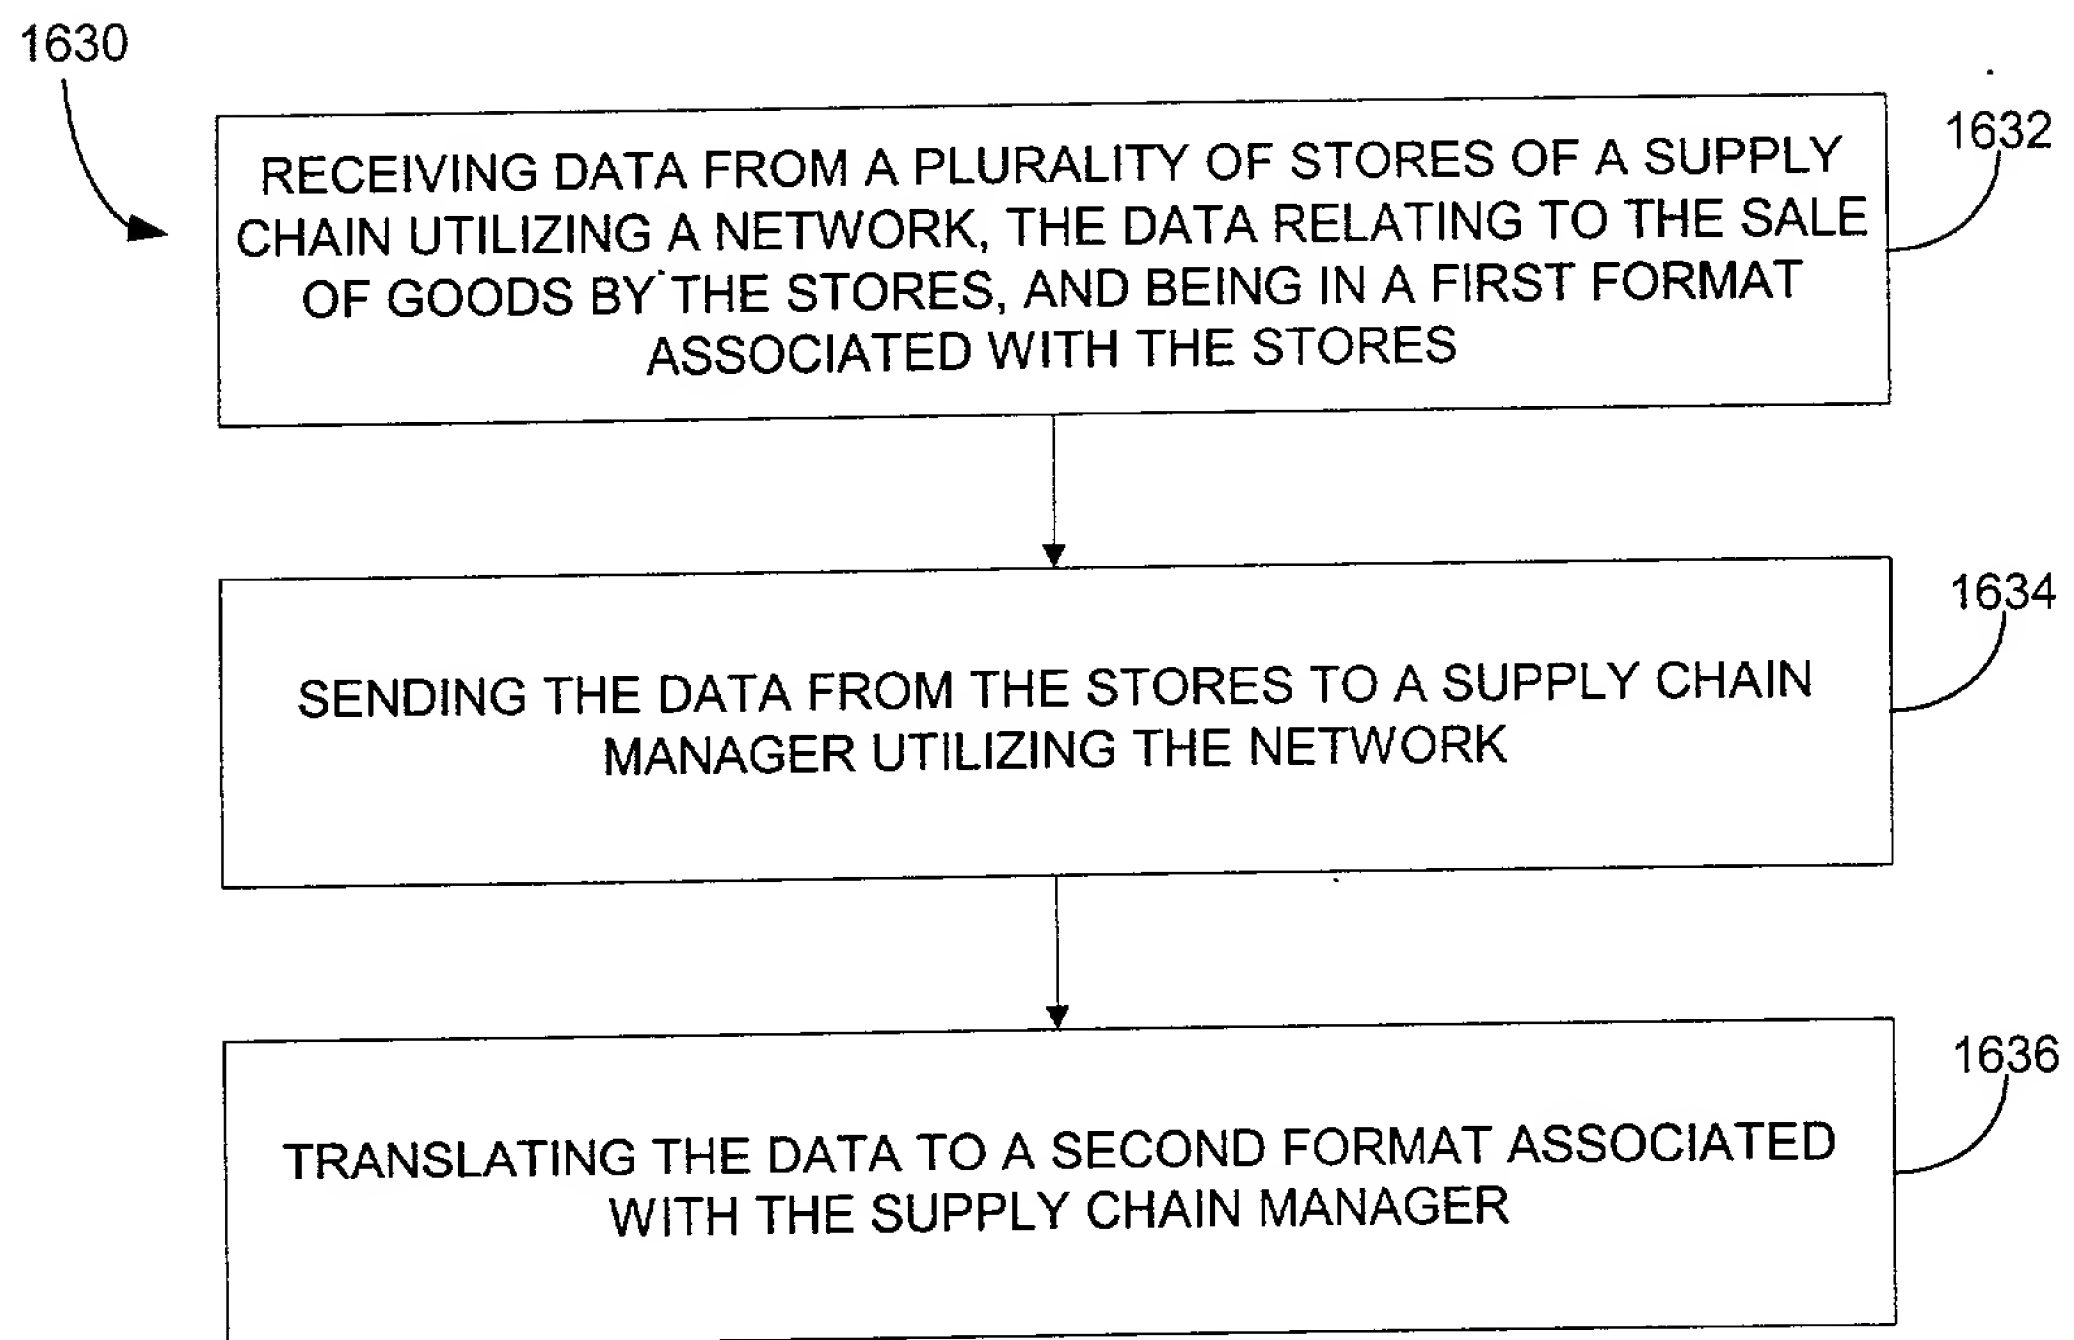 1630
1632
RECEIVING DATA FROM A PLURALITY OF STORES OF A SUPPLY
CHAIN UTILIZING A NETWORK, THE DATA RELATING TO THE SALE
OF GOODS BY THE STORES, AND BEING IN A FIRST FORMAT
ASSOCIATED WITH THE STORES
1634
SENDING THE DATA FROM THE STORES TO A SUPPLY CHAIN
MANAGER UTILIZING THE NETWORK
1636
TRANSLATING THE DATA TO A SECOND FORMAT ASSOCIATED
WITH THE SUPPLY CHAIN MANAGER